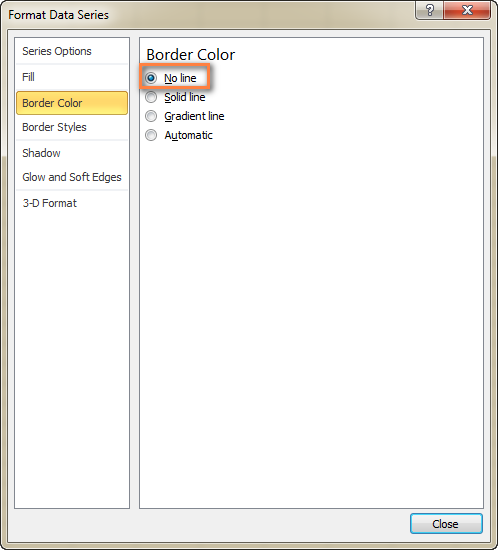 Format Data Series
Series Options
Fill
Border Color
Border Styles
Shadow
Glow and Soft Edges
3-D Format
Border Color
No line
Solid line
Gradient line
Automatic
Close